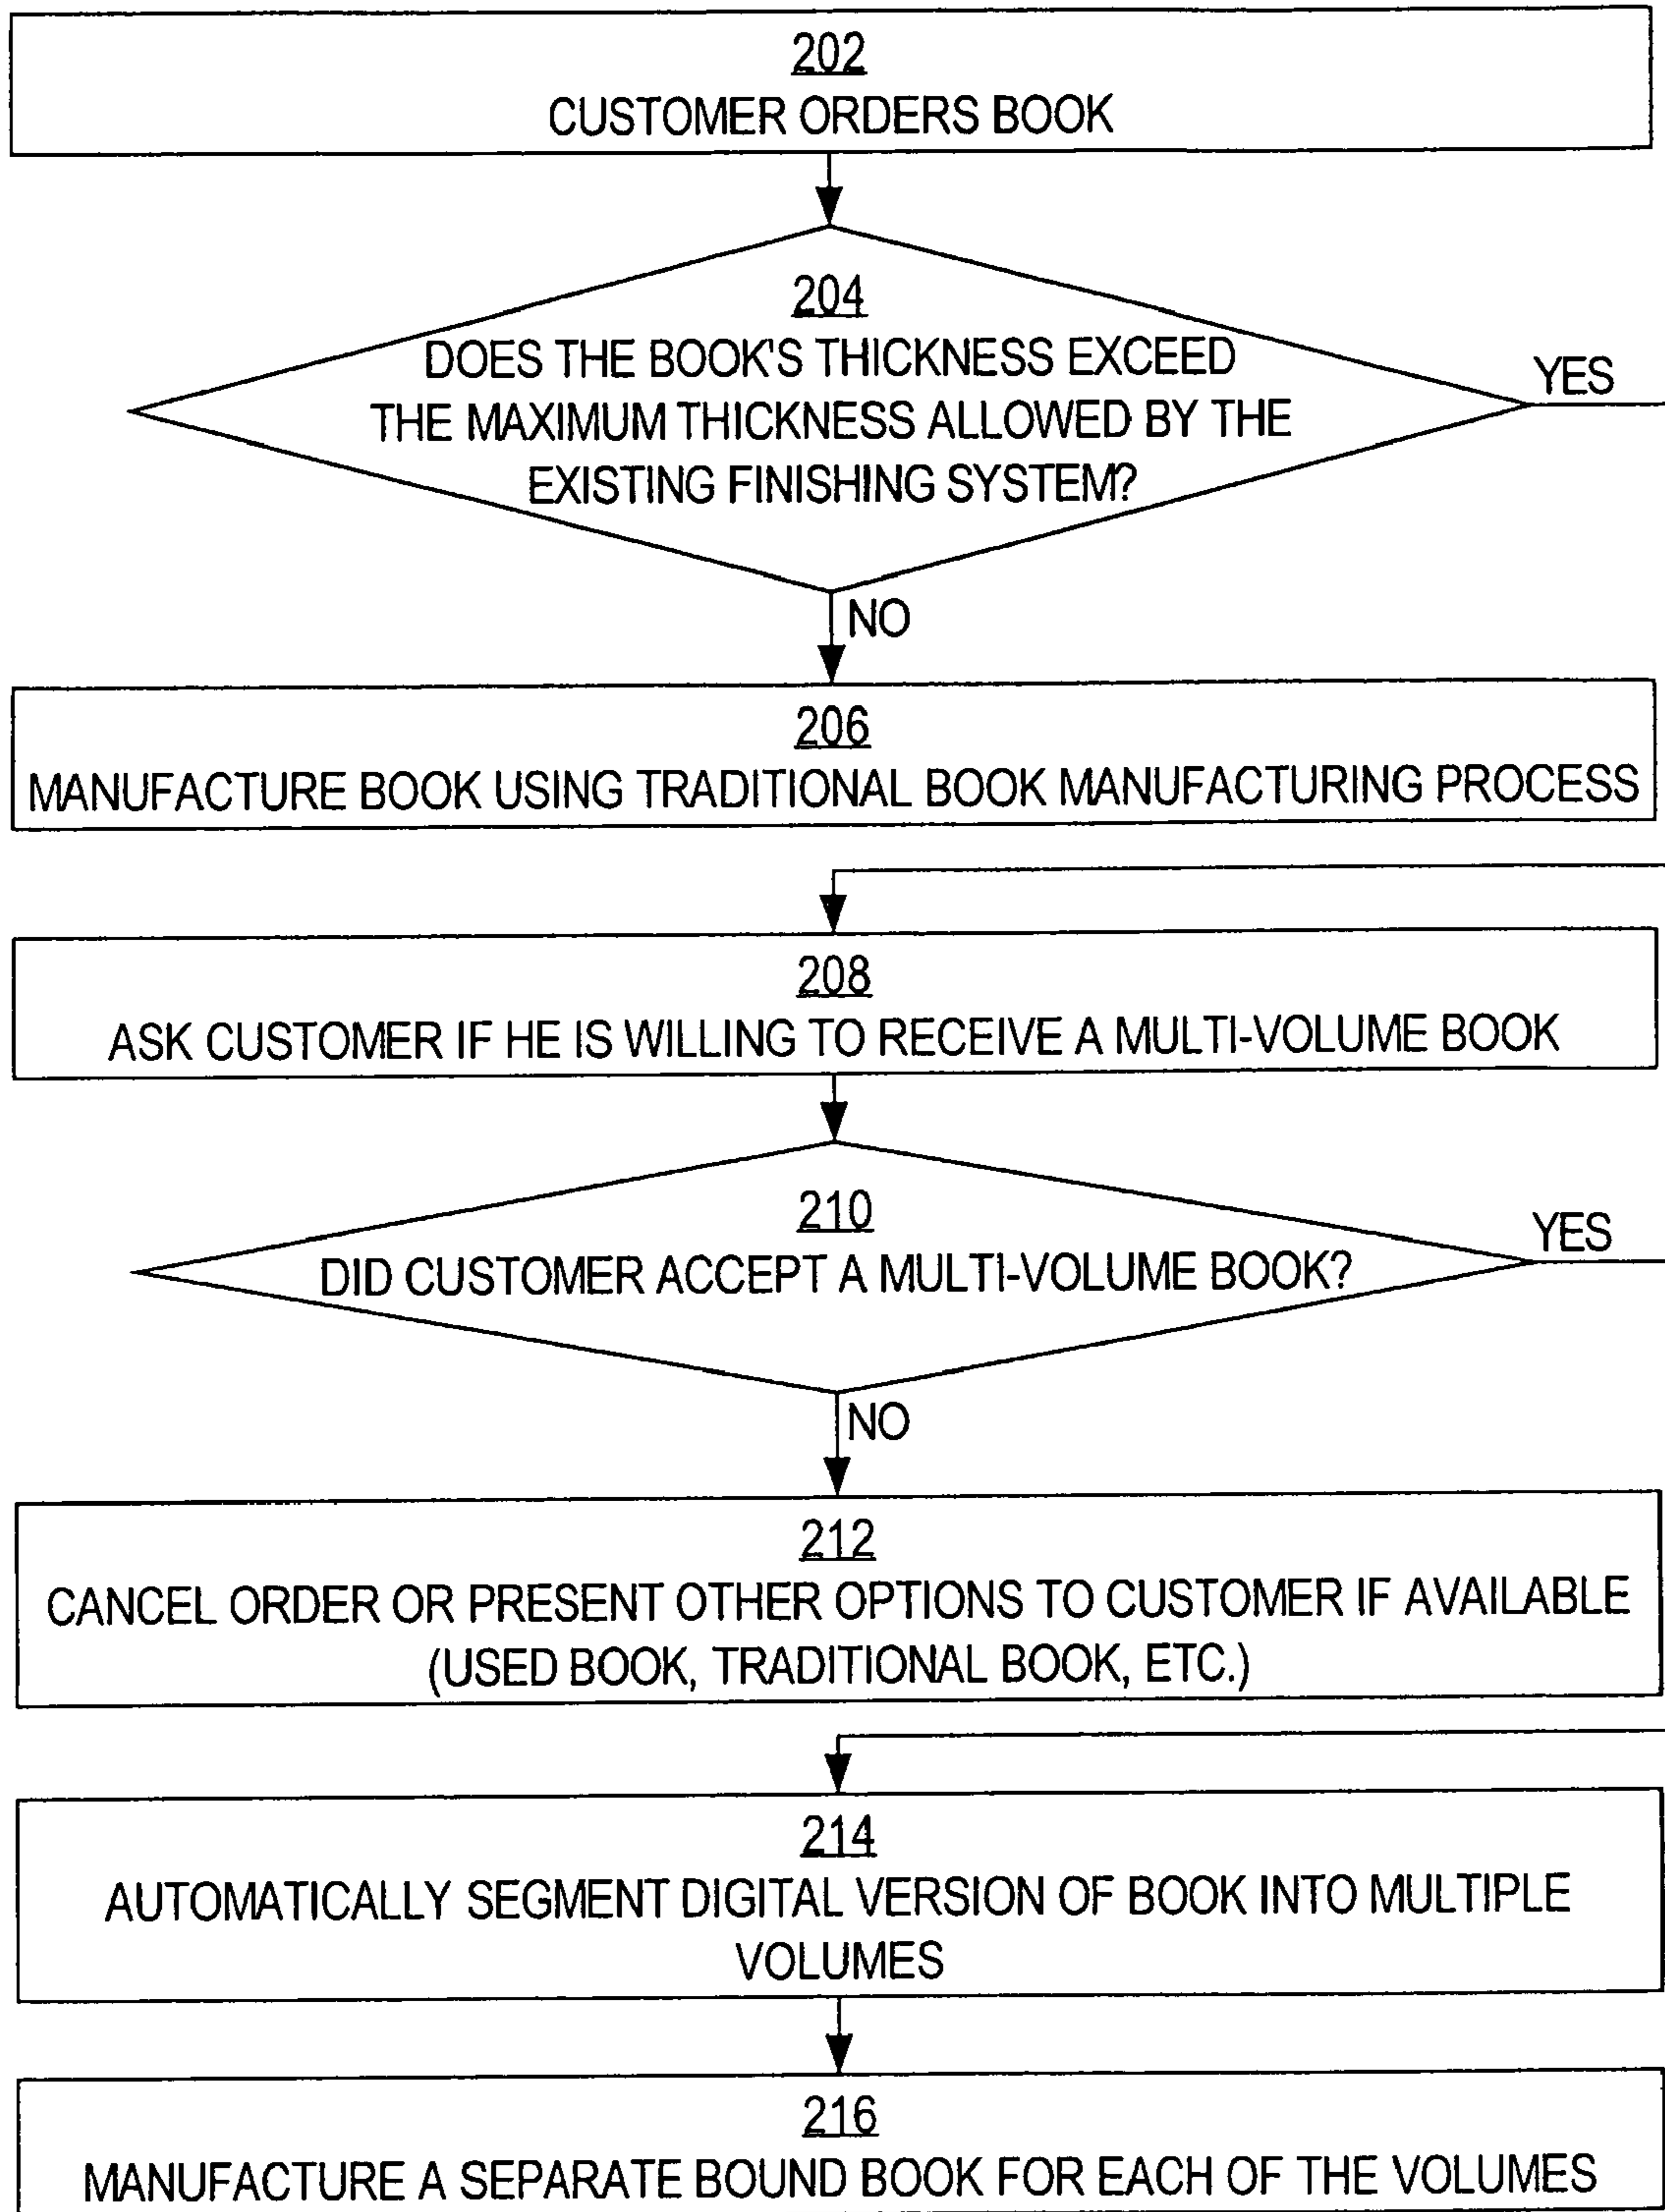 202
CUSTOMER ORDERS BOOK
204
DOES THE BOOK'S THICKNESS EXCEED
THE MAXIMUM THICKNESS ALLOWED BY THE
EXISTING FINISHING SYSTEM?
YES
NO
206
MANUFACTURE BOOK USING TRADITIONAL BOOK MANUFACTURING PROCESS
208
ASK CUSTOMER IF HE IS WILLING TO RECEIVE A MULTI-VOLUME BOOK
210
DID CUSTOMER ACCEPT A MULTI-VOLUME BOOK?
YES
NO
212
CANCEL ORDER OR PRESENT OTHER OPTIONS TO CUSTOMER IF AVAILABLE
(USED BOOK, TRADITIONAL BOOK, ETC.)
214
AUTOMATICALLY SEGMENT DIGITAL VERSION OF BOOK INTO MULTIPLE
VOLUMES
216
MANUFACTURE A SEPARATE BOUND BOOK FOR EACH OF THE VOLUMES